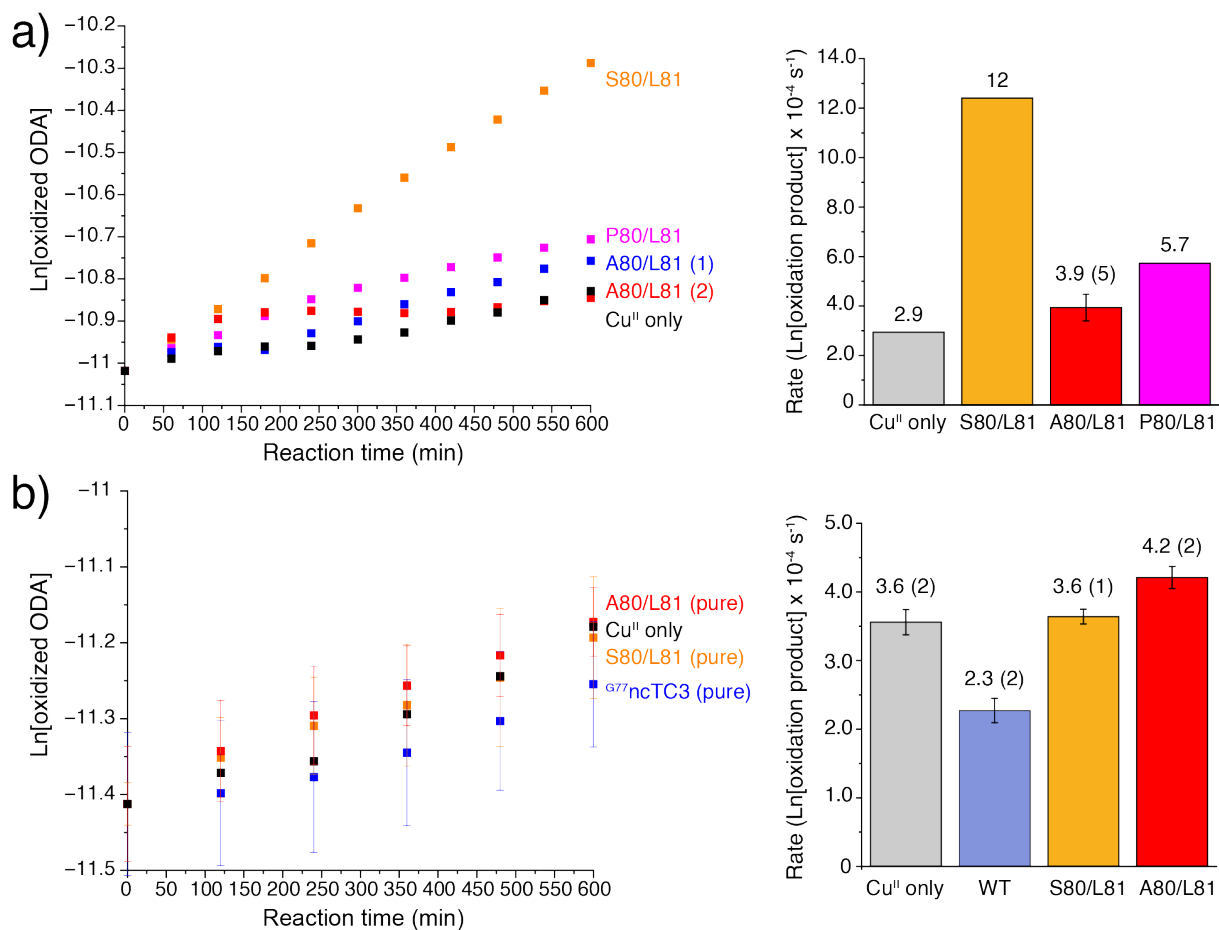 a)
Ln[oxidized ODA]
−10.2
−10.3
−10.4
−10.5
−10.6
−10.7
−10.8
−10.9
−11
−11.1
0 50 100 150 200 250 300 350 400 450 500 550 600
Reaction time (min)
S80/L81
P80/L81
A80/L81 (1)
A80/L81 (2)
Cuᴵᴵ only
Rate (Ln[oxidation product] x 10⁻⁴ s⁻¹)
14.0
12.0
10.0
8.0
6.0
4.0
2.0
0
2.9
12
3.9 (5)
5.7
Cuᴵᴵ only S80/L81 A80/L81 P80/L81
b)
Ln[oxidized ODA]
−11
−11.1
−11.2
−11.3
−11.4
−11.5
0 50 100 150 200 250 300 350 400 450 500 550 600
Reaction time (min)
A80/L81 (pure)
Cuᴵᴵ only
S80/L81 (pure)
ᴳ⁷⁷ncTC3 (pure)
Rate (Ln[oxidation product] x 10⁻⁴ s⁻¹)
5.0
4.0
3.0
2.0
1.0
0
3.6 (2)
2.3 (2)
3.6 (1)
4.2 (2)
Cuᴵᴵ only WT S80/L81 A80/L81